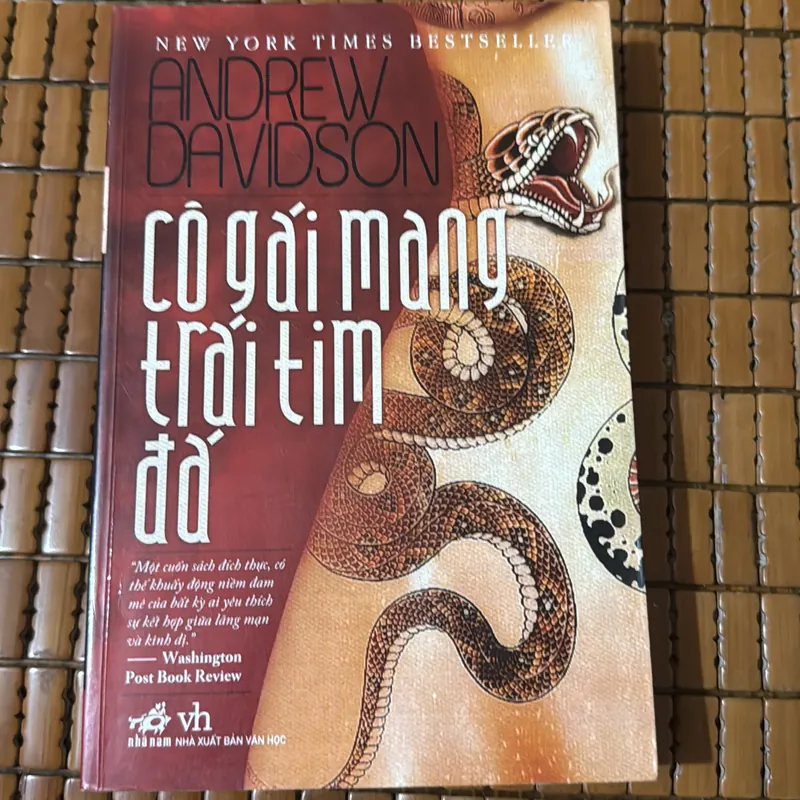 NEW YORK TIMES BESTSELLER
ANDREW
DAVIDSON
cô gái mang
trái tim
đá
"Một cuốn sách đích thực, có
thể khuấy động niềm đam
mê của bất kỳ ai yêu thích
sự kết hợp giữa lãng mạn
và kinh dị."
— Washington
Post Book Review
vh
nhã nam NHÀ XUẤT BẢN VĂN HỌC